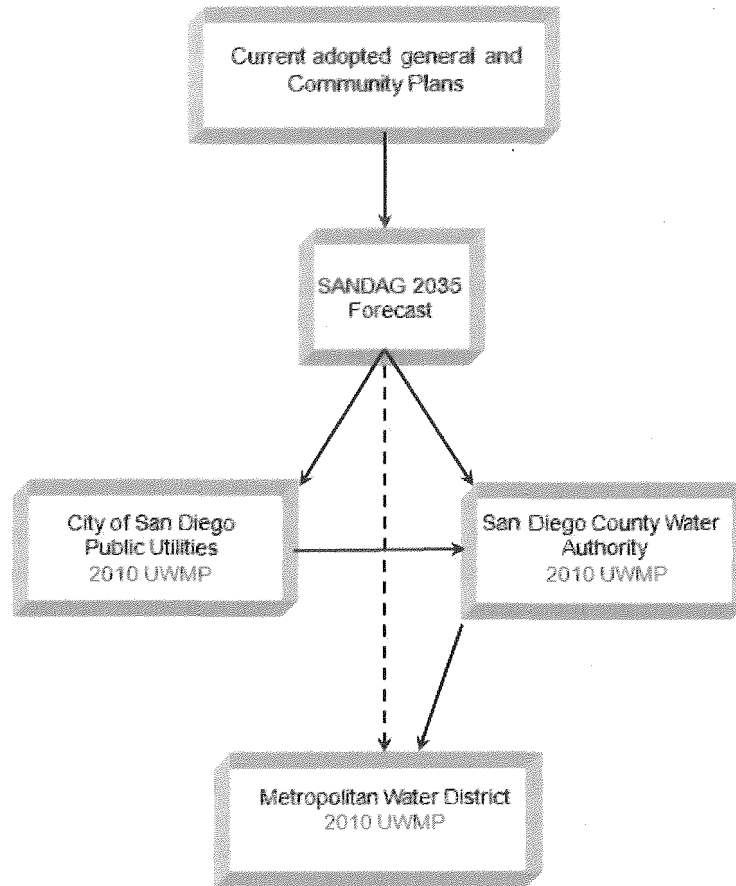 Current adopted general and
Community Plans
SANDAG 2035
Forecast
City of San Diego
Public Utilities
2010 UWMP
San Diego County Water
Authority
2010 UWMP
Metropolitan Water District
2010 UWMP